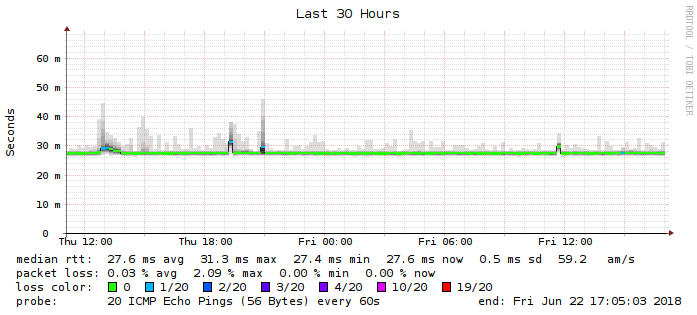 Last 30 Hours
RRDTOOL / TOBI OETIKER
Seconds
60 m
50 m
40 m
30 m
20 m
10 m
0
Thu 12:00 Thu 18:00 Fri 00:00 Fri 06:00 Fri 12:00
median rtt: 27.6 ms avg 31.3 ms max 27.4 ms min 27.6 ms now 0.5 ms sd 59.2 am/s
packet loss: 0.03 % avg 2.09 % max 0.00 % min 0.00 % now
loss color: 0 1/20 2/20 3/20 4/20 10/20 19/20
probe: 20 ICMP Echo Pings (56 Bytes) every 60s end: Fri Jun 22 17:05:03 2018